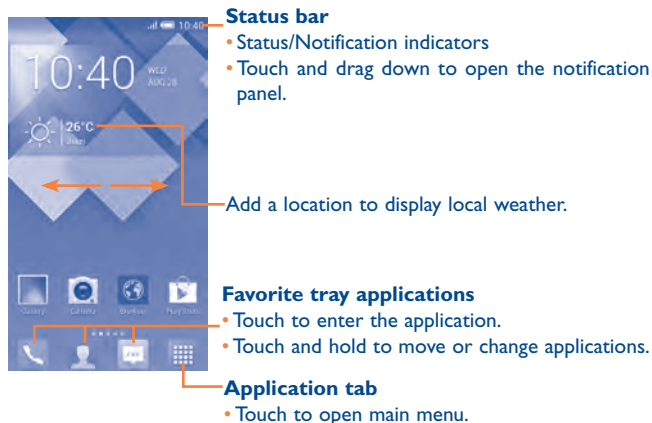 10:40
Status bar
• Status/Notification indicators
• Touch and drag down to open the notification
panel.
10:40
WED
AUG 28
26°C
Add a location to display local weather.
Gallery
Camera
Browser
Play Store
Favorite tray applications
• Touch to enter the application.
• Touch and hold to move or change applications.
Application tab
• Touch to open main menu.